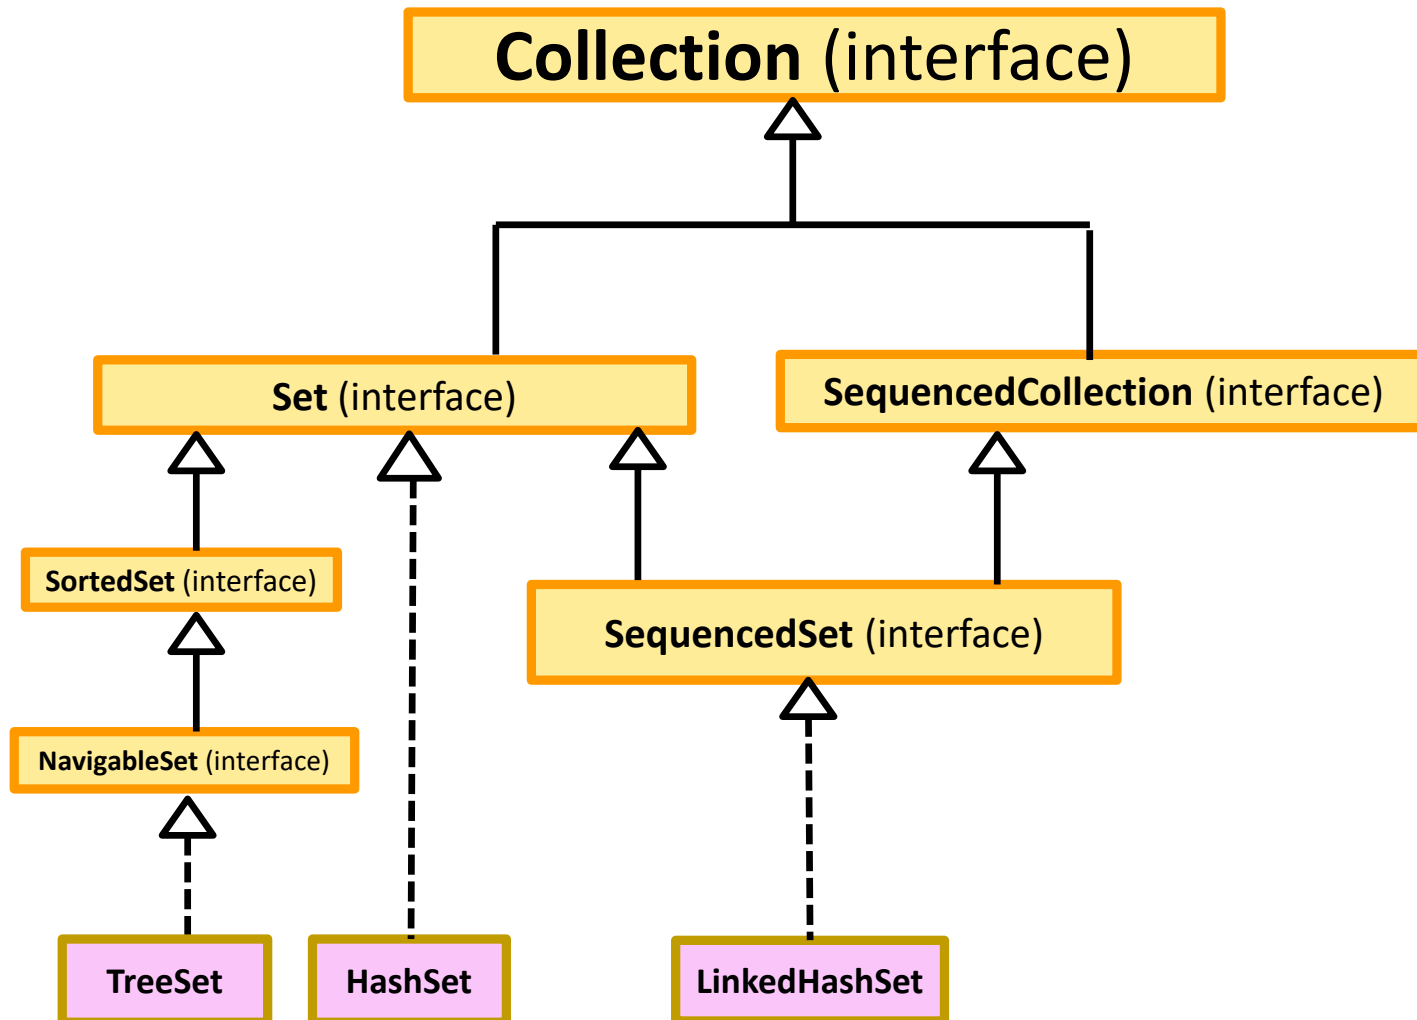 Collection (interface)
Set (interface)
SequencedCollection (interface)
SortedSet (interface)
SequencedSet (interface)
NavigableSet (interface)
TreeSet
HashSet
LinkedHashSet